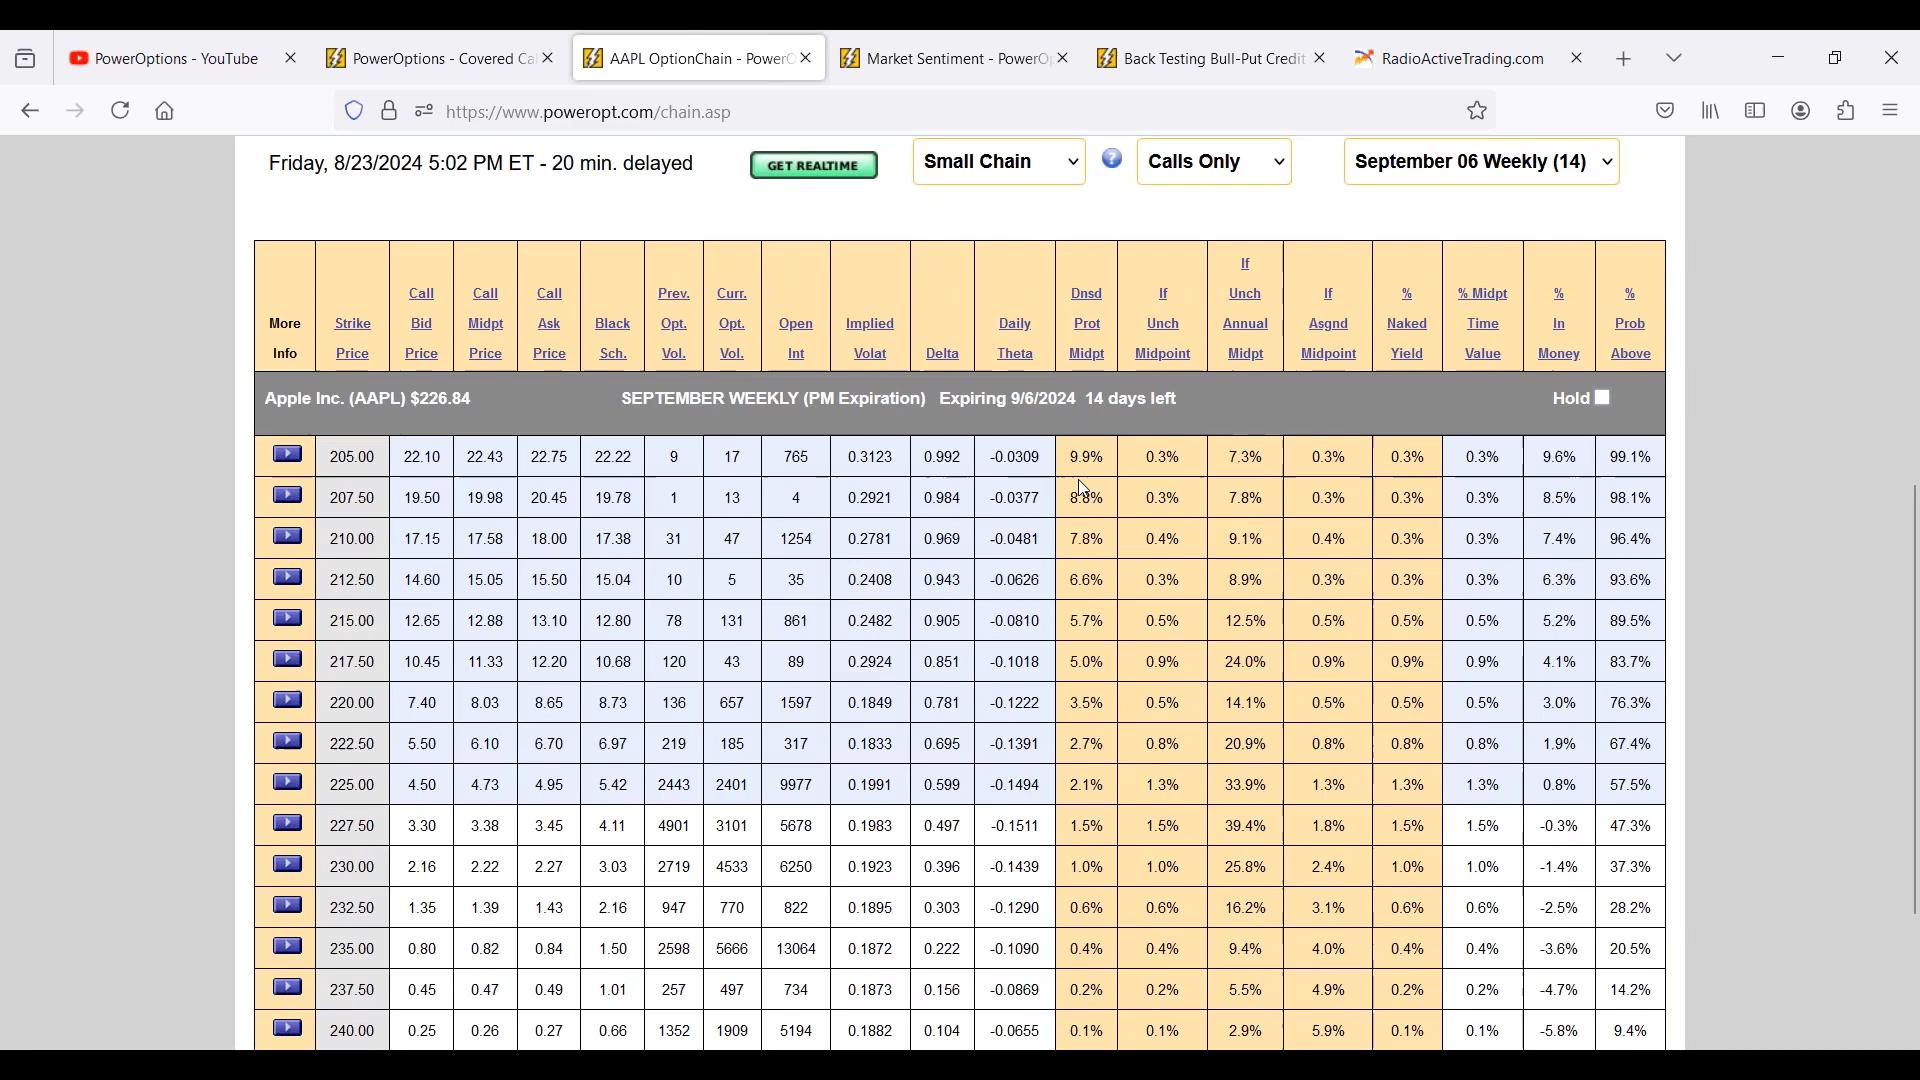 PowerOptions - YouTube
PowerOptions - Covered Ca
AAPL OptionChain - PowerO
Market Sentiment - PowerOp
Back Testing Bull-Put Credit
RadioActiveTrading.com
https://www.poweropt.com/chain.asp
Friday, 8/23/2024 5:02 PM ET - 20 min. delayed GET REALTIME Small Chain Calls Only September 06 Weekly (14)
If
Call Call Call Prev. Curr. Dnsd If Unch If % % Midpt % %
More Strike Bid Midpt Ask Black Opt. Opt. Open Implied Daily Prot Unch Annual Asgnd Naked Time In Prob
Info Price Price Price Price Sch. Vol. Vol. Int Volat Delta Theta Midpt Midpoint Midpt Midpoint Yield Value Money Above
Apple Inc. (AAPL) $226.84 SEPTEMBER WEEKLY (PM Expiration) Expiring 9/6/2024 14 days left Hold
205.00 22.10 22.43 22.75 22.22 9 17 765 0.3123 0.992 -0.0309 9.9% 0.3% 7.3% 0.3% 0.3% 0.3% 9.6% 99.1%
207.50 19.50 19.98 20.45 19.78 1 13 4 0.2921 0.984 -0.0377 8.8% 0.3% 7.8% 0.3% 0.3% 0.3% 8.5% 98.1%
210.00 17.15 17.58 18.00 17.38 31 47 1254 0.2781 0.969 -0.0481 7.8% 0.4% 9.1% 0.4% 0.3% 0.3% 7.4% 96.4%
212.50 14.60 15.05 15.50 15.04 10 5 35 0.2408 0.943 -0.0626 6.6% 0.3% 8.9% 0.3% 0.3% 0.3% 6.3% 93.6%
215.00 12.65 12.88 13.10 12.80 78 131 861 0.2482 0.905 -0.0810 5.7% 0.5% 12.5% 0.5% 0.5% 0.5% 5.2% 89.5%
217.50 10.45 11.33 12.20 10.68 120 43 89 0.2924 0.851 -0.1018 5.0% 0.9% 24.0% 0.9% 0.9% 0.9% 4.1% 83.7%
220.00 7.40 8.03 8.65 8.73 136 657 1597 0.1849 0.781 -0.1222 3.5% 0.5% 14.1% 0.5% 0.5% 0.5% 3.0% 76.3%
222.50 5.50 6.10 6.70 6.97 219 185 317 0.1833 0.695 -0.1391 2.7% 0.8% 20.9% 0.8% 0.8% 0.8% 1.9% 67.4%
225.00 4.50 4.73 4.95 5.42 2443 2401 9977 0.1991 0.599 -0.1494 2.1% 1.3% 33.9% 1.3% 1.3% 1.3% 0.8% 57.5%
227.50 3.30 3.38 3.45 4.11 4901 3101 5678 0.1983 0.497 -0.1511 1.5% 1.5% 39.4% 1.8% 1.5% 1.5% -0.3% 47.3%
230.00 2.16 2.22 2.27 3.03 2719 4533 6250 0.1923 0.396 -0.1439 1.0% 1.0% 25.8% 2.4% 1.0% 1.0% -1.4% 37.3%
232.50 1.35 1.39 1.43 2.16 947 770 822 0.1895 0.303 -0.1290 0.6% 0.6% 16.2% 3.1% 0.6% 0.6% -2.5% 28.2%
235.00 0.80 0.82 0.84 1.50 2598 5666 13064 0.1872 0.222 -0.1090 0.4% 0.4% 9.4% 4.0% 0.4% 0.4% -3.6% 20.5%
237.50 0.45 0.47 0.49 1.01 257 497 734 0.1873 0.156 -0.0869 0.2% 0.2% 5.5% 4.9% 0.2% 0.2% -4.7% 14.2%
240.00 0.25 0.26 0.27 0.66 1352 1909 5194 0.1882 0.104 -0.0655 0.1% 0.1% 2.9% 5.9% 0.1% 0.1% -5.8% 9.4%